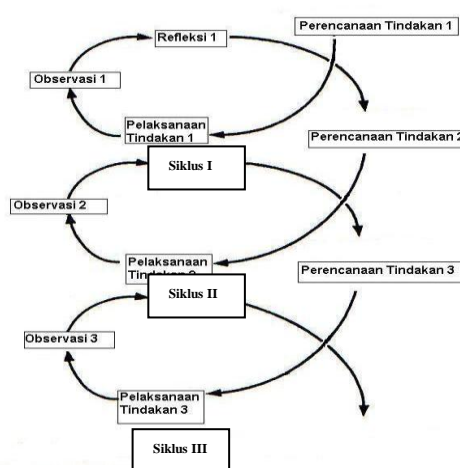 Perencanaan Tindakan 1
Refleksi 1
Observasi 1
Pelaksanaan
Tindakan 1
Perencanaan Tindakan 2
Siklus I
Observasi 2
Pelaksanaan
Tindakan
Perencanaan Tindakan 3
Siklus II
Observasi 3
Pelaksanaan
Tindakan 3
Siklus III